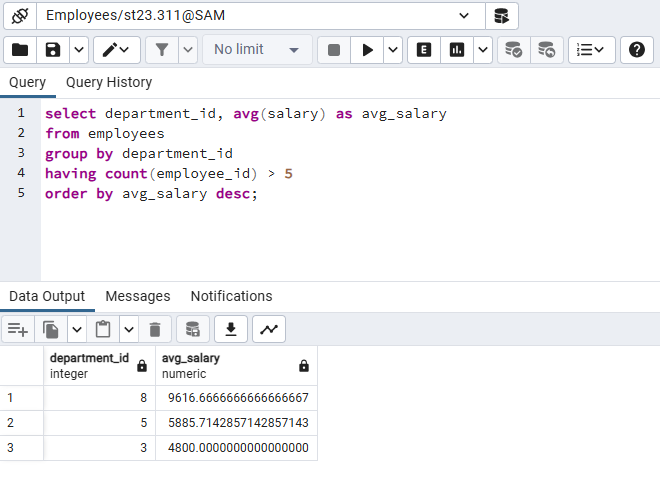 Employees/st23.311@SAM
No limit
E
Query Query History
1 select department_id, avg(salary) as avg_salary
2 from employees
3 group by department_id
4 having count(employee_id) > 5
5 order by avg_salary desc;
Data Output Messages Notifications
department_id avg_salary
integer numeric
1 8 9616.6666666666666667
2 5 5885.7142857142857143
3 3 4800.0000000000000000